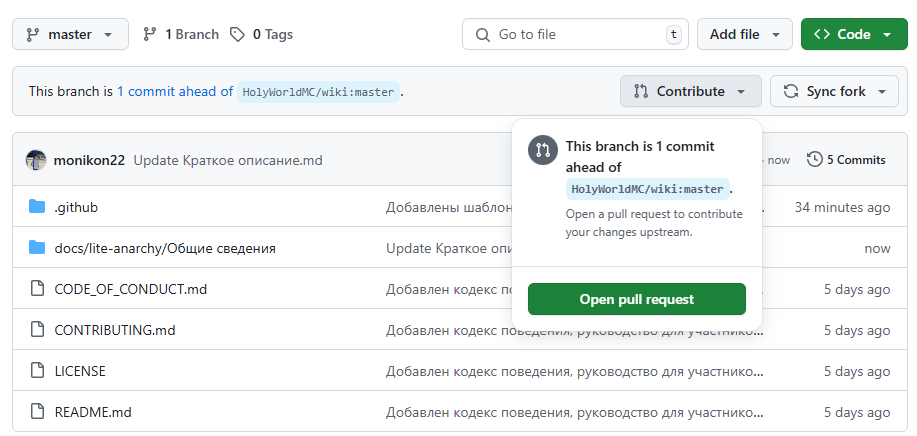 master
1 Branch
0 Tags
Go to file
t
Add file
Code
This branch is 1 commit ahead of HolyWorldMC/wiki:master .
Contribute
Sync fork
This branch is 1 commit
ahead of
HolyWorldMC/wiki:master .
Open a pull request to contribute
your changes upstream.
Open pull request
monikon22 Update Краткое описание.md
now
5 Commits
.github
Добавлены шаблон
34 minutes ago
docs/lite-anarchy/Общие сведения
Update Краткое опи
now
CODE_OF_CONDUCT.md
Добавлен кодекс поведения, руководство для участнико...
5 days ago
CONTRIBUTING.md
Добавлен кодекс поведения, руководство для участнико...
5 days ago
LICENSE
Добавлен кодекс поведения, руководство для участнико...
5 days ago
README.md
Добавлен кодекс поведения, руководство для участнико...
5 days ago